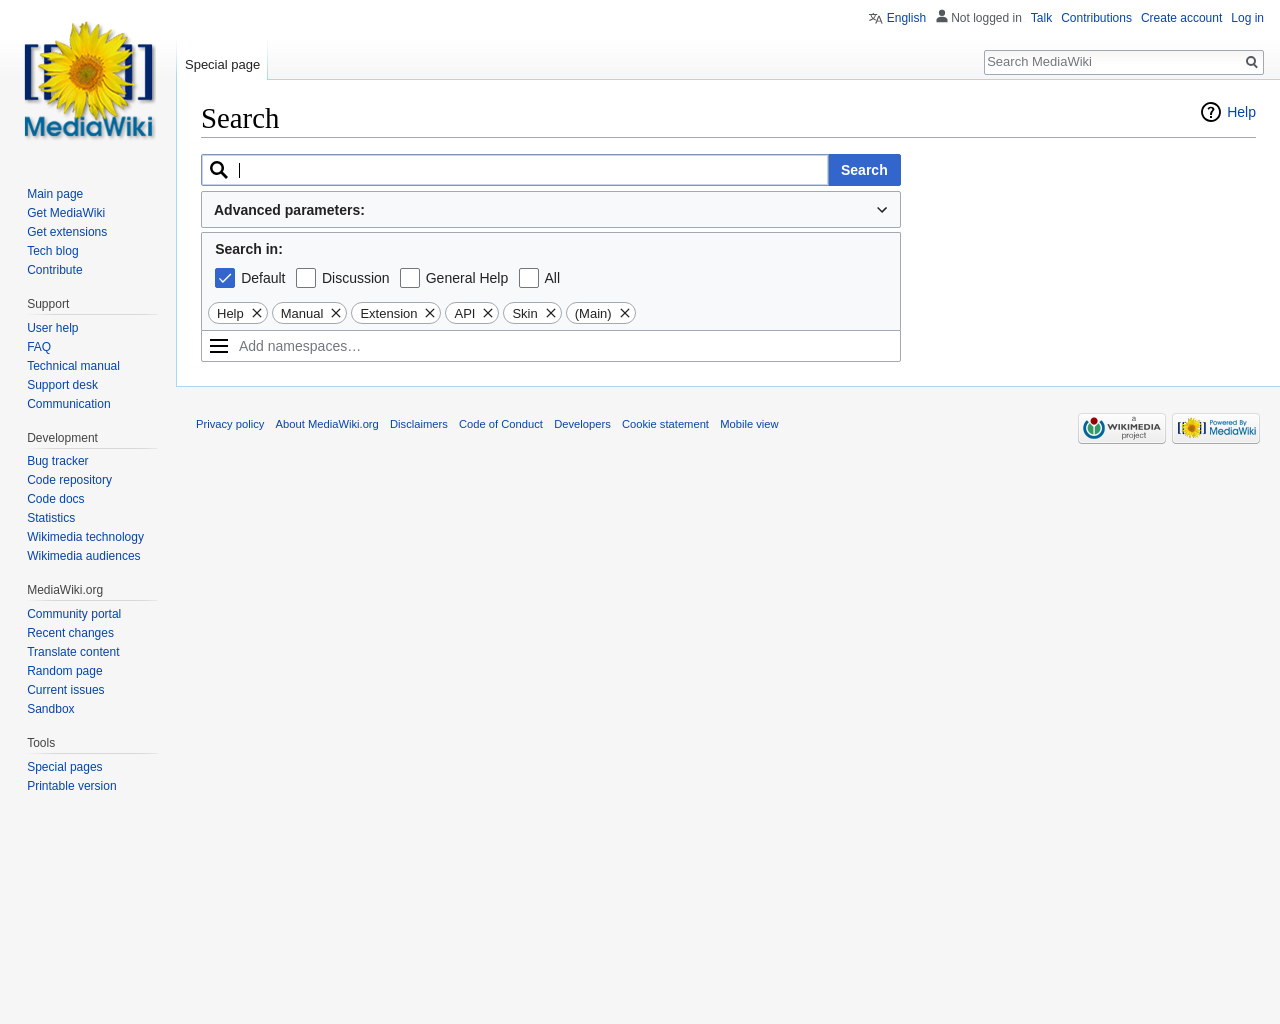 English Not logged in Talk Contributions Create account Log in
Special page
Search MediaWiki
MediaWiki
Search
Help
Search
Advanced parameters:
Search in:
Default Discussion General Help All
Help Manual Extension API Skin (Main)
Add namespaces…
Main page
Get MediaWiki
Get extensions
Tech blog
Contribute
Support
User help
FAQ
Technical manual
Support desk
Communication
Development
Bug tracker
Code repository
Code docs
Statistics
Wikimedia technology
Wikimedia audiences
MediaWiki.org
Community portal
Recent changes
Translate content
Random page
Current issues
Sandbox
Tools
Special pages
Printable version
Privacy policy About MediaWiki.org Disclaimers Code of Conduct Developers Cookie statement Mobile view
a
WIKIMEDIA
project
Powered By
MediaWiki